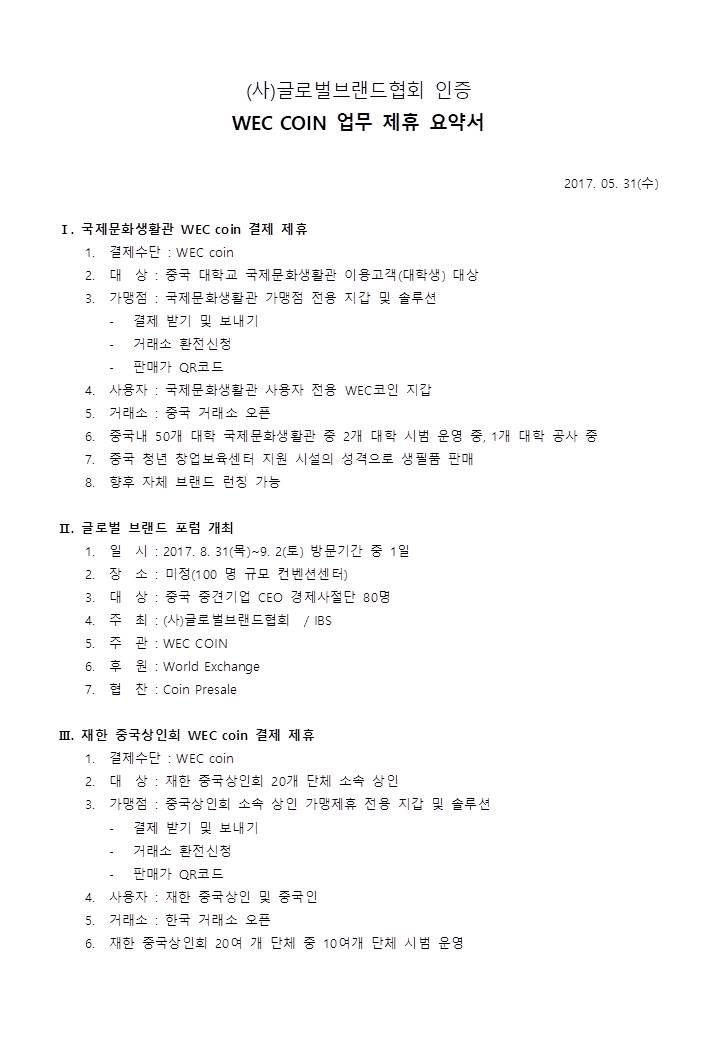 (사)글로벌브랜드협회 인증
WEC COIN 업무 제휴 요약서
2017. 05. 31(수)
Ⅰ. 국제문화생활관 WEC coin 결제 제휴
1. 결제수단 : WEC coin
2. 대 상 : 중국 대학교 국제문화생활관 이용고객(대학생) 대상
3. 가맹점 : 국제문화생활관 가맹점 전용 지갑 및 솔루션
- 결제 받기 및 보내기
- 거래소 환전신청
- 판매가 QR코드
4. 사용자 : 국제문화생활관 사용자 전용 WEC코인 지갑
5. 거래소 : 중국 거래소 오픈
6. 중국내 50개 대학 국제문화생활관 중 2개 대학 시범 운영 중, 1개 대학 공사 중
7. 중국 청년 창업보육센터 지원 시설의 성격으로 생필품 판매
8. 향후 자체 브랜드 런칭 가능
Ⅱ. 글로벌 브랜드 포럼 개최
1. 일 시 : 2017. 8. 31(목)~9. 2(토) 방문기간 중 1일
2. 장 소 : 미정(100 명 규모 컨벤션센터)
3. 대 상 : 중국 중견기업 CEO 경제사절단 80명
4. 주 최 : (사)글로벌브랜드협회 / IBS
5. 주 관 : WEC COIN
6. 후 원 : World Exchange
7. 협 찬 : Coin Presale
Ⅲ. 재한 중국상인회 WEC coin 결제 제휴
1. 결제수단 : WEC coin
2. 대 상 : 재한 중국상인회 20개 단체 소속 상인
3. 가맹점 : 중국상인회 소속 상인 가맹제휴 전용 지갑 및 솔루션
- 결제 받기 및 보내기
- 거래소 환전신청
- 판매가 QR코드
4. 사용자 : 재한 중국상인 및 중국인
5. 거래소 : 한국 거래소 오픈
6. 재한 중국상인회 20여 개 단체 중 10여개 단체 시범 운영